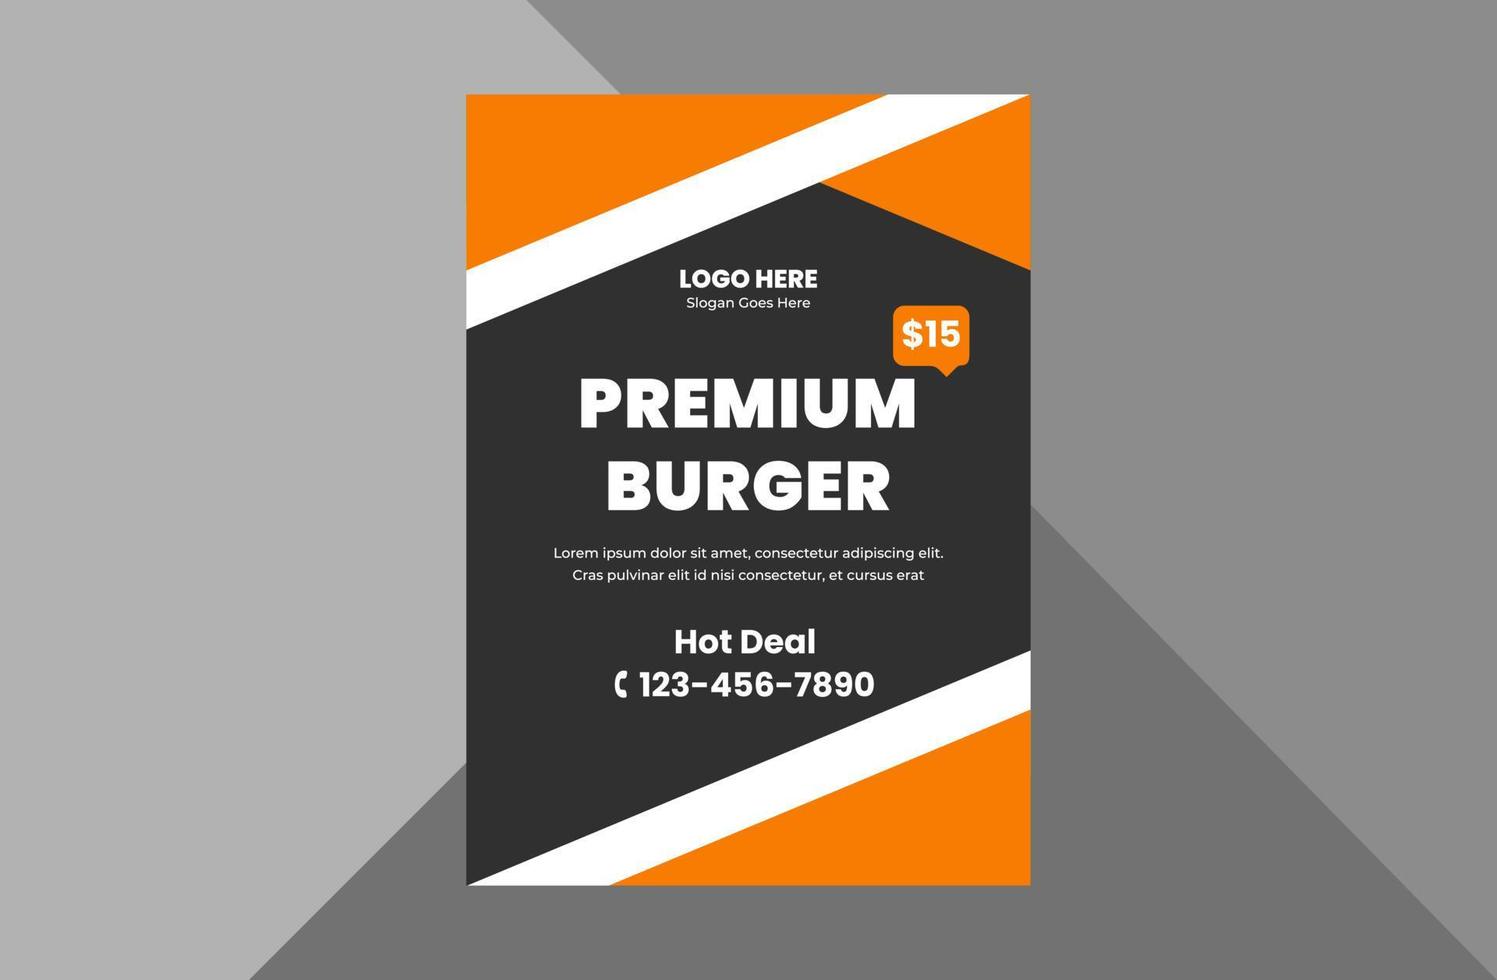 LOGO HERE
Slogan Goes Here
$15
PREMIUM
BURGER
Lorem ipsum dolor sit amet, consectetur adipiscing elit.
Cras pulvinar elit id nisi consectetur, et cursus erat
Hot Deal
123-456-7890